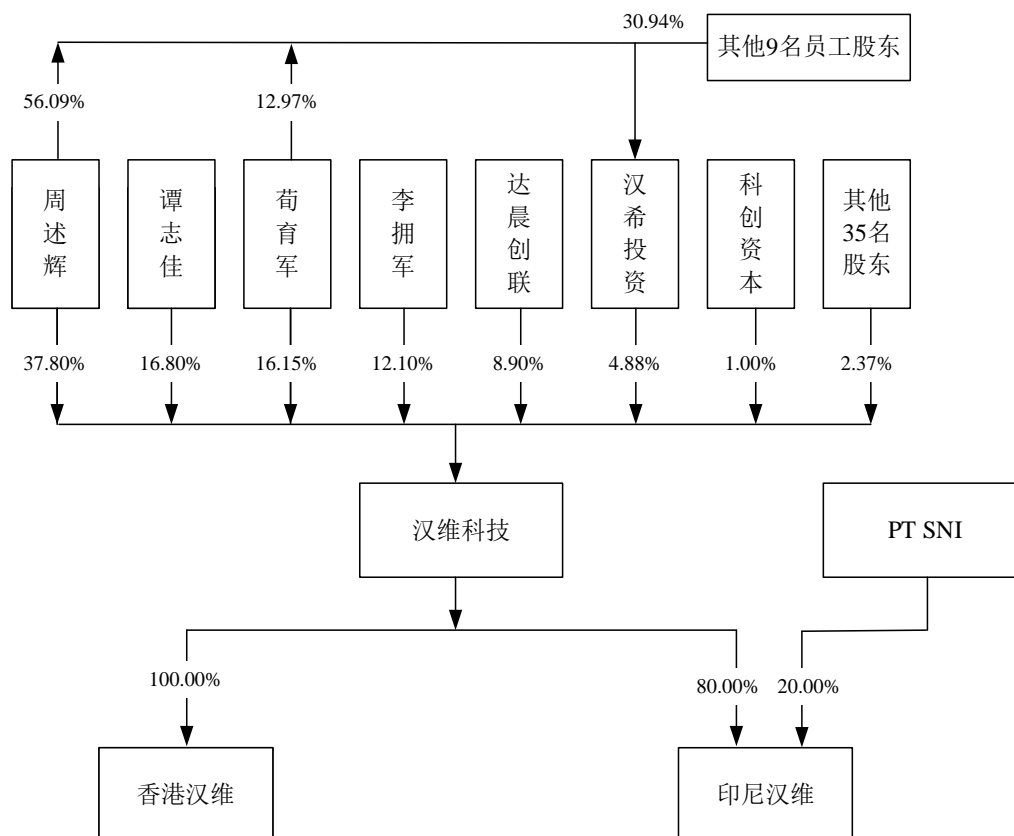 30.94%
其他9名员工股东
56.09%
12.97%
周述辉
谭志佳
荀育军
李拥军
达晨创联
汉希投资
科创资本
其他
35名
股东
37.80%
16.80%
16.15%
12.10%
8.90%
4.88%
1.00%
2.37%
汉维科技
PT SNI
100.00%
80.00%
20.00%
香港汉维
印尼汉维